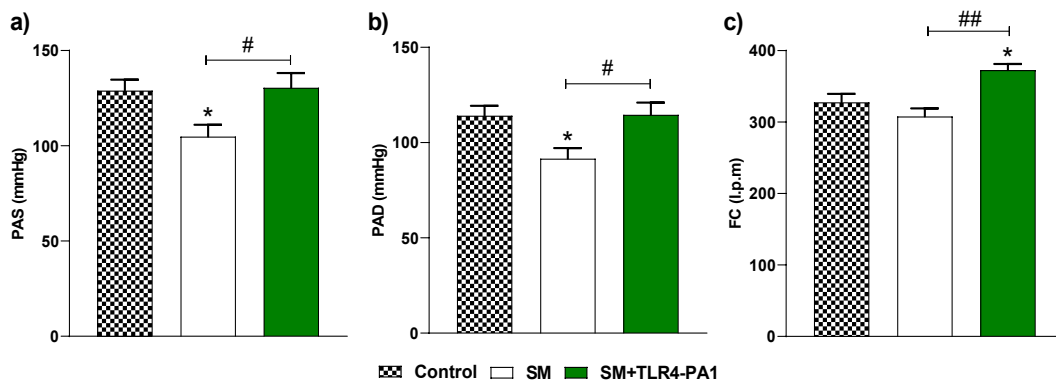 a)
150
100
50
0
PAS (mmHg)
*
#
b)
150
100
50
0
PAD (mmHg)
*
#
c)
400
300
200
100
0
FC (l.p.m)
##
*
Control SM SM+TLR4-PA1